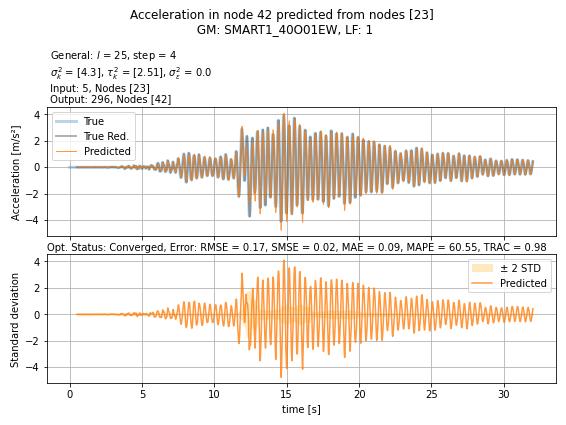 Acceleration in node 42 predicted from nodes [23]
GM: SMART1_40O01EW, LF: 1
General: l = 25, step = 4
σ²ₖ = [4.3], τ²ₖ = [2.51], σ²ε = 0.0
Input: 5, Nodes [23]
Output: 296, Nodes [42]
Acceleration [m/s²]
4
2
0
−2
−4
True
True Red.
Predicted
Opt. Status: Converged, Error: RMSE = 0.17, SMSE = 0.02, MAE = 0.09, MAPE = 60.55, TRAC = 0.98
Standard deviation
4
2
0
−2
−4
± 2 STD
Predicted
0 5 10 15 20 25 30
time [s]